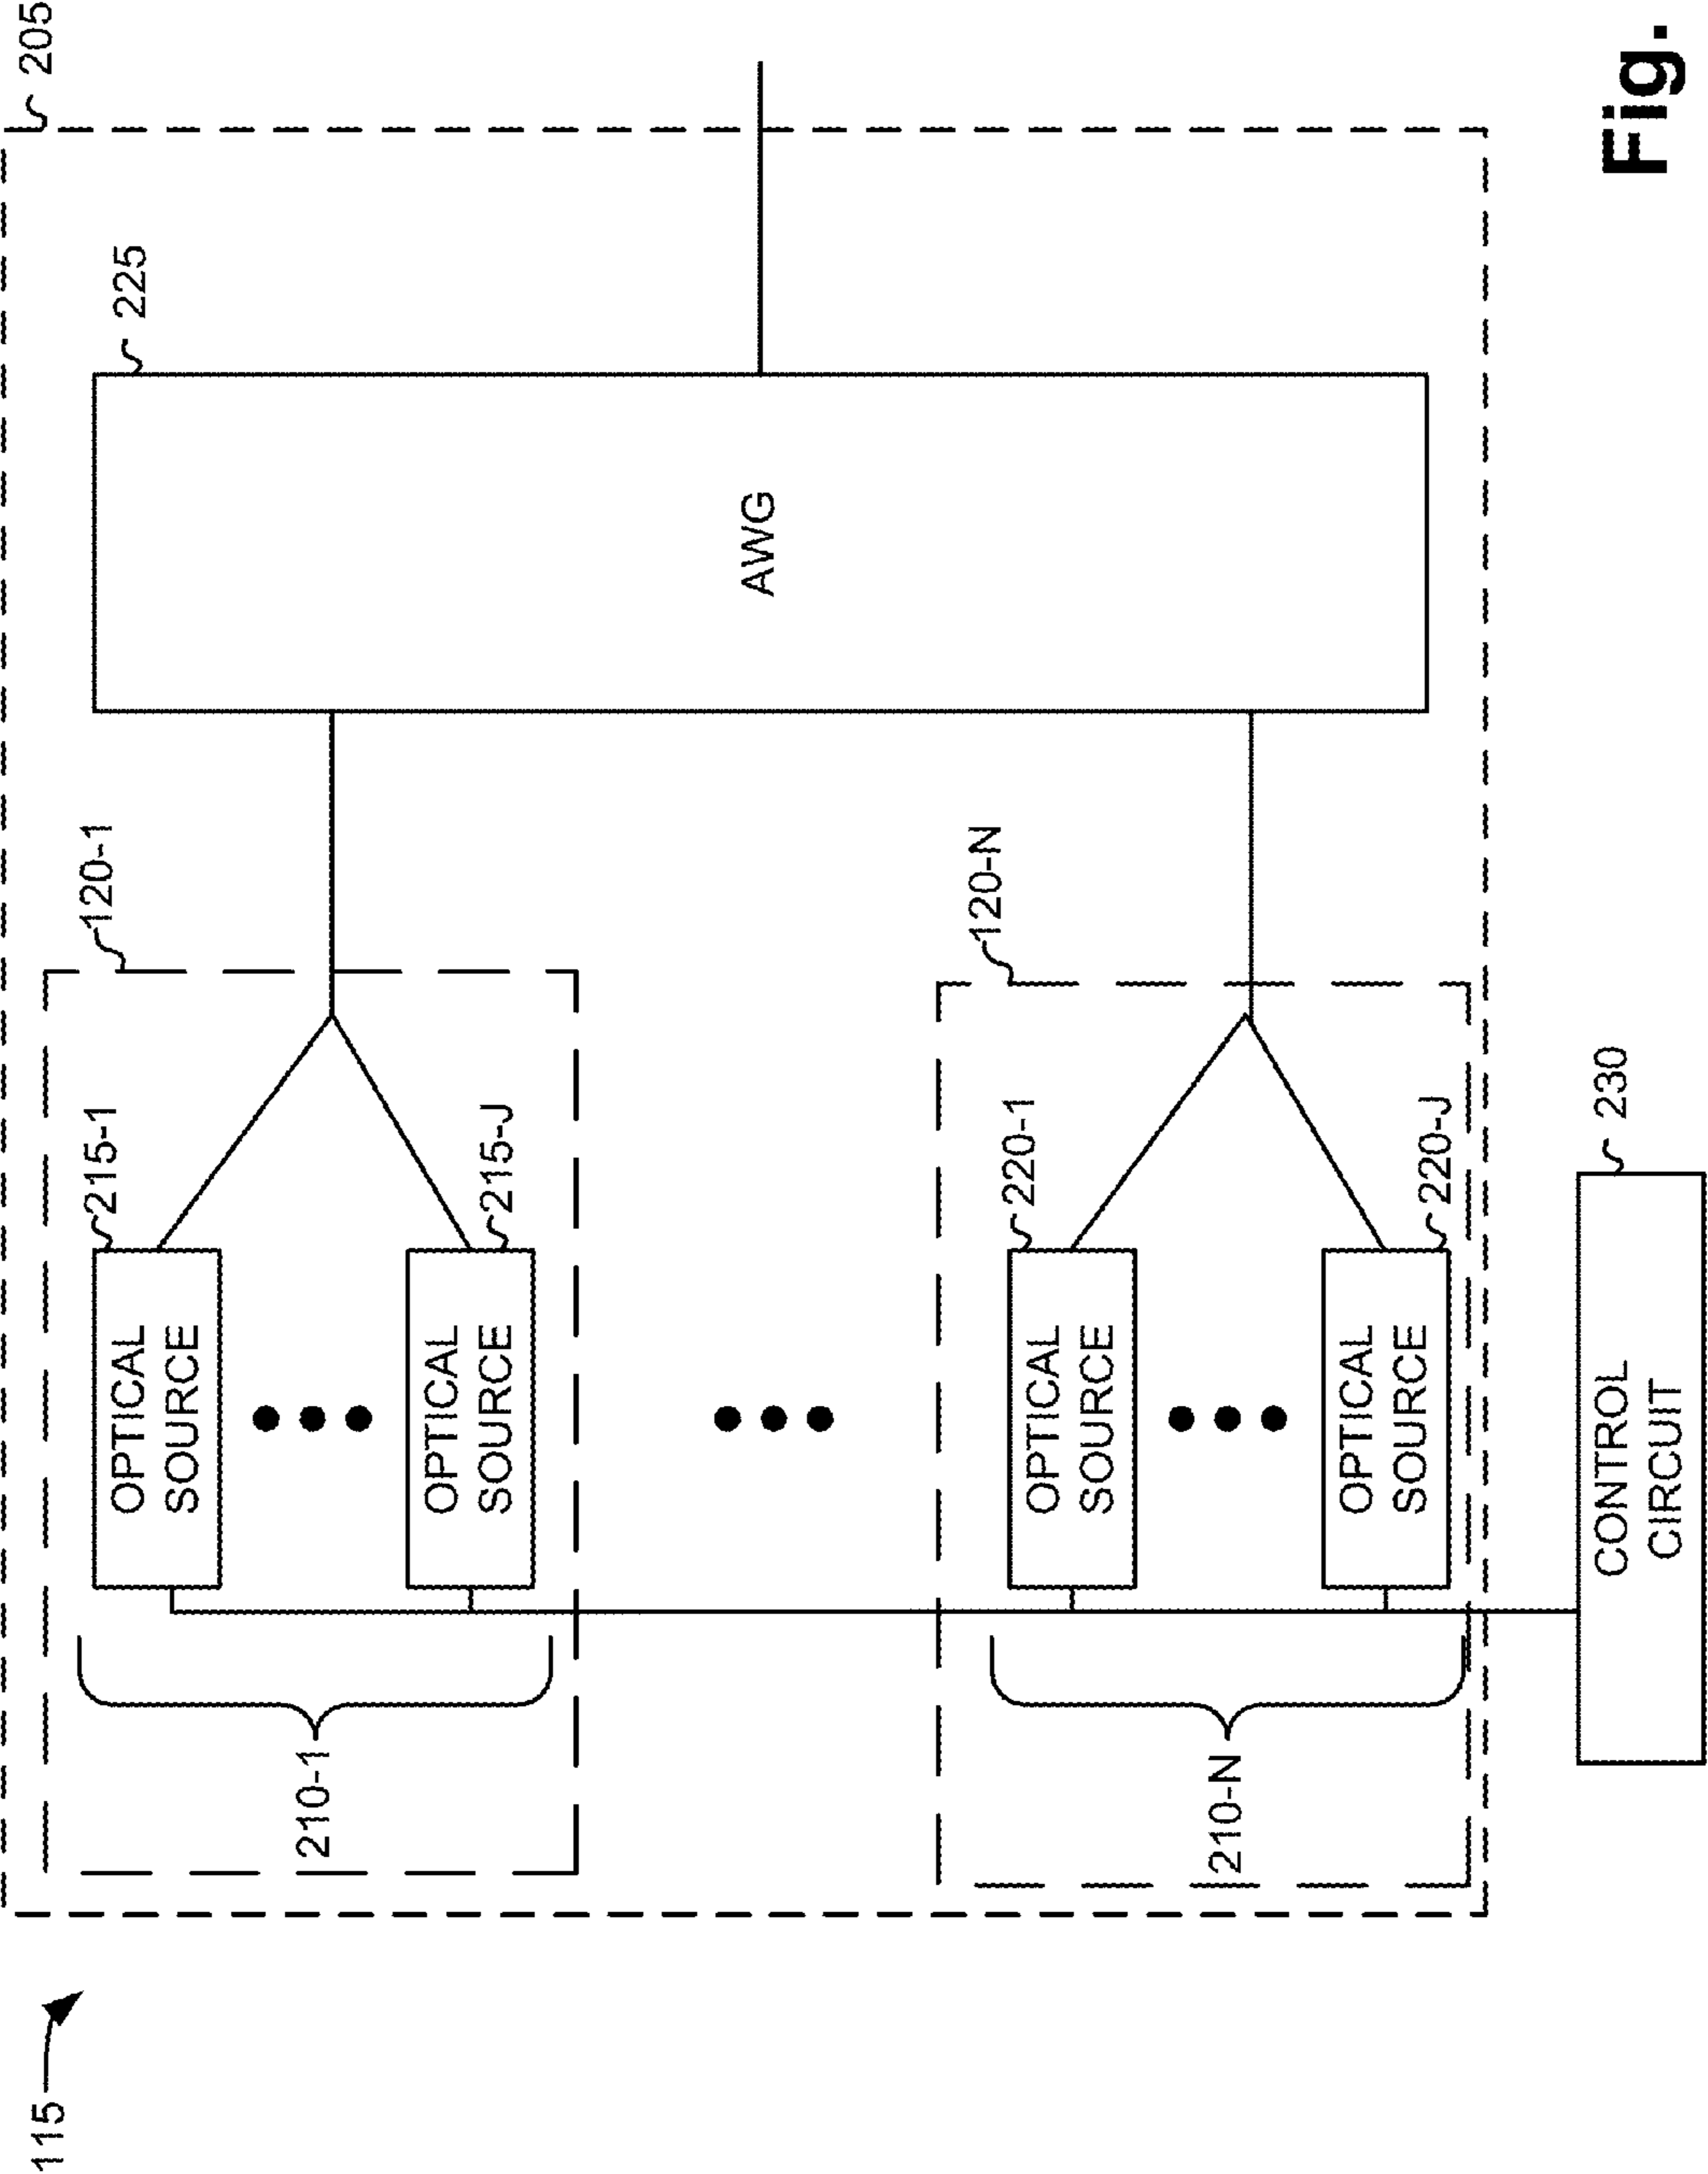 115
205
120-1
215-1
OPTICAL
SOURCE
215-J
OPTICAL
SOURCE
210-1
225
AWG
120-N
220-1
OPTICAL
SOURCE
220-J
OPTICAL
SOURCE
210-N
230
CONTROL
CIRCUIT
Fig.